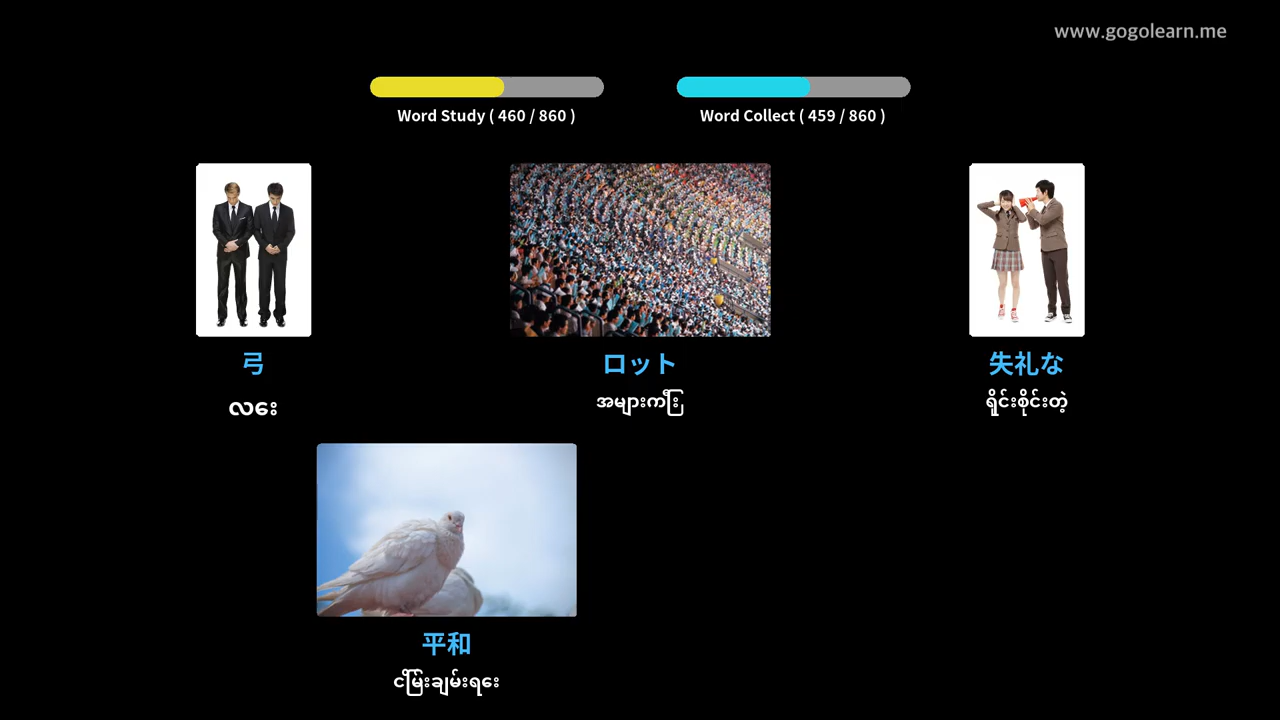 www.gogolearn.me
Word Study ( 460 / 860 )
Word Collect ( 459 / 860 )
弓
ロット
失礼な
လေး
အများကြီး
ရိုင်းစိုင်းတဲ့
平和
ငြိမ်းချမ်းရေး